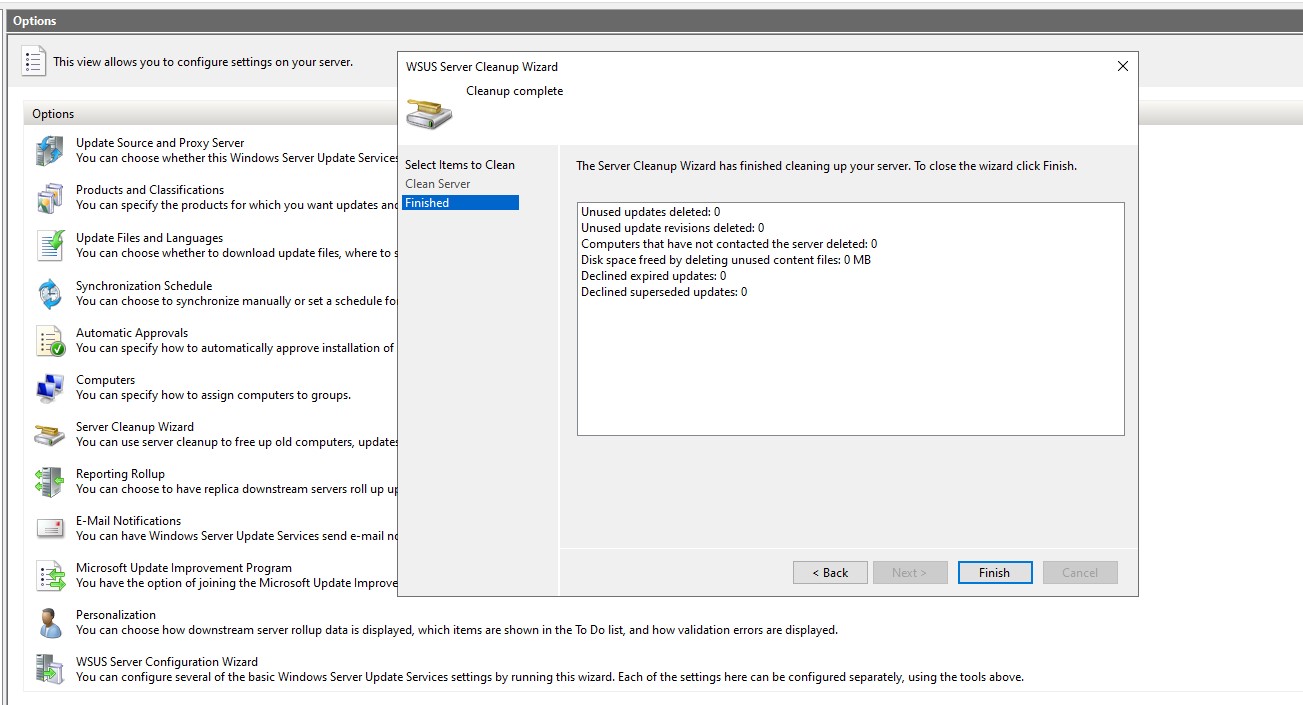 Options
This view allows you to configure settings on your server.
Options
Update Source and Proxy Server
You can choose whether this Windows Server Update Services
Products and Classifications
You can specify the products for which you want updates and
Update Files and Languages
You can choose whether to download update files, where to s
Synchronization Schedule
You can choose to synchronize manually or set a schedule fo
Automatic Approvals
You can specify how to automatically approve installation of
Computers
You can specify how to assign computers to groups.
Server Cleanup Wizard
You can use server cleanup to free up old computers, updates
Reporting Rollup
You can choose to have replica downstream servers roll up up
E-Mail Notifications
You can have Windows Server Update Services send e-mail no
Microsoft Update Improvement Program
You have the option of joining the Microsoft Update Improve
Personalization
You can choose how downstream server rollup data is displayed, which items are shown in the To Do list, and how validation errors are displayed.
WSUS Server Configuration Wizard
You can configure several of the basic Windows Server Update Services settings by running this wizard. Each of the settings here can be configured separately, using the tools above.
WSUS Server Cleanup Wizard
Cleanup complete
Select Items to Clean
Clean Server
Finished
The Server Cleanup Wizard has finished cleaning up your server. To close the wizard click Finish.
Unused updates deleted: 0
Unused update revisions deleted: 0
Computers that have not contacted the server deleted: 0
Disk space freed by deleting unused content files: 0 MB
Declined expired updates: 0
Declined superseded updates: 0
< Back
Next >
Finish
Cancel